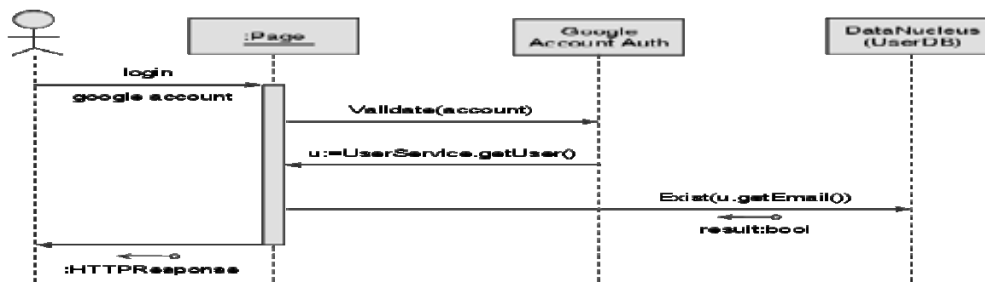 :Page
Google
Account Auth
DataNucleus
(UserDB)
login
google account
Validate(account)
u:=UserService.getUser()
Exist(u.getEmail())
result:bool
:HTTPResponse